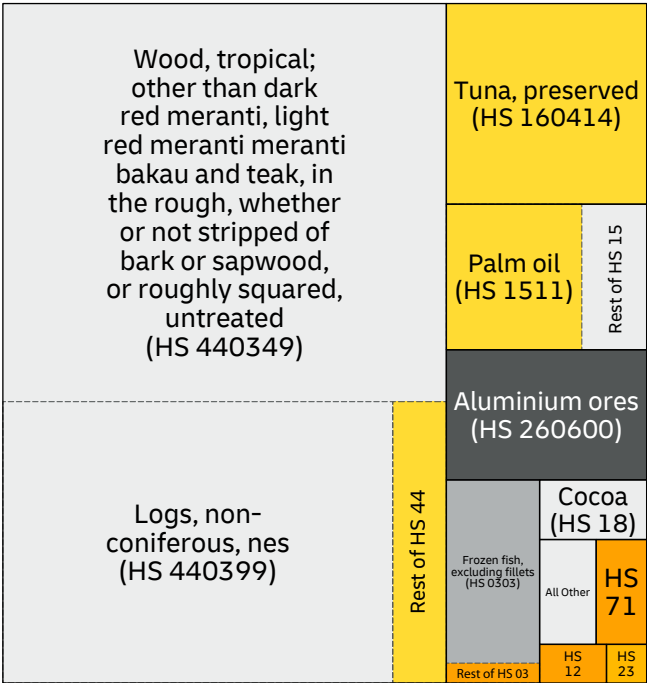 Wood, tropical;
other than dark
red meranti, light
red meranti meranti
bakau and teak, in
the rough, whether
or not stripped of
bark or sapwood,
or roughly squared,
untreated
(HS 440349)
Tuna, preserved
(HS 160414)
Palm oil
(HS 1511)
Rest of HS 15
Aluminium ores
(HS 260600)
Logs, non-
coniferous, nes
(HS 440399)
Rest of HS 44
Frozen fish,
excluding fillets
(HS 0303)
Rest of HS 03
Cocoa
(HS 18)
All Other
HS
71
HS
12
HS
23